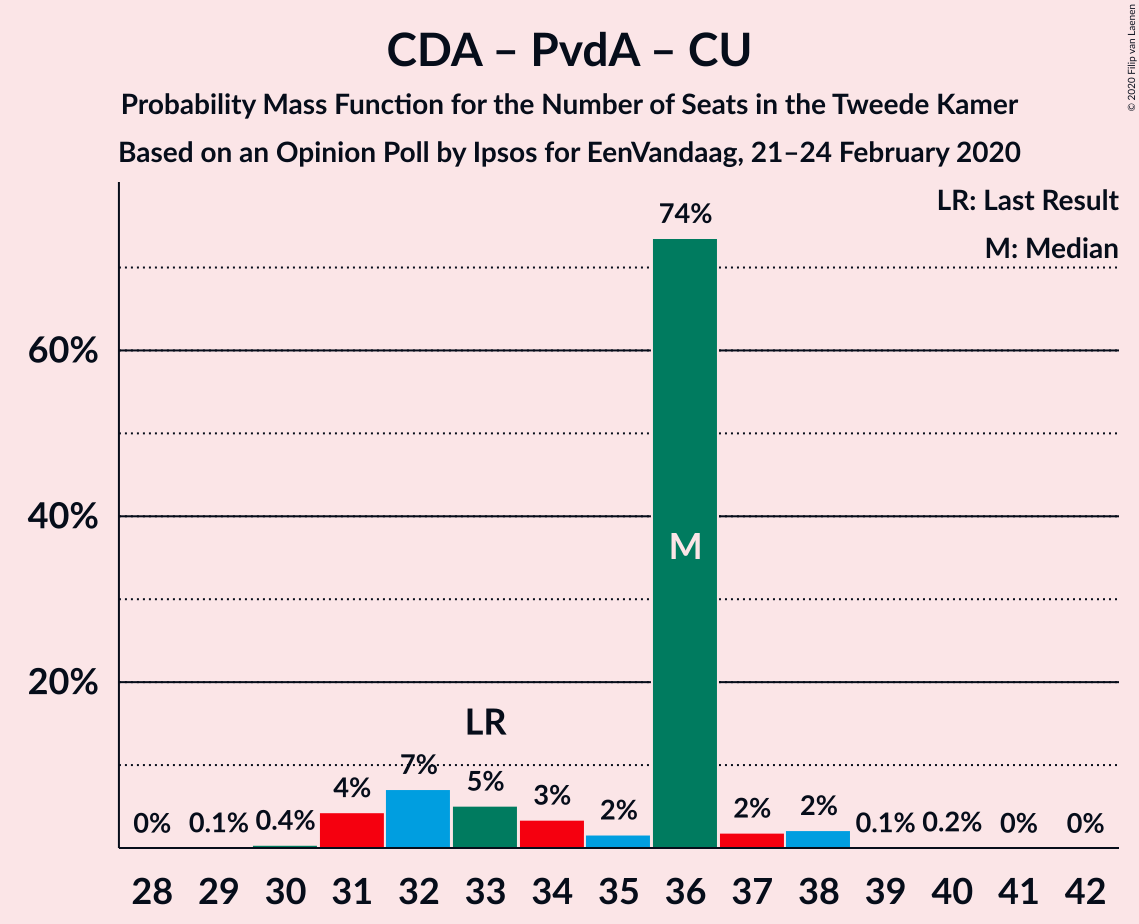 © 2020 Filip van Laenen
CDA – PvdA – CU
Probability Mass Function for the Number of Seats in the Tweede Kamer
Based on an Opinion Poll by Ipsos for EenVandaag, 21–24 February 2020
LR: Last Result
M: Median
74%
60%
40%
M
20%
LR
0% 0.1% 0.4% 4% 7% 5% 3% 2% 2% 2% 0.1% 0.2% 0% 0%
28 29 30 31 32 33 34 35 36 37 38 39 40 41 42